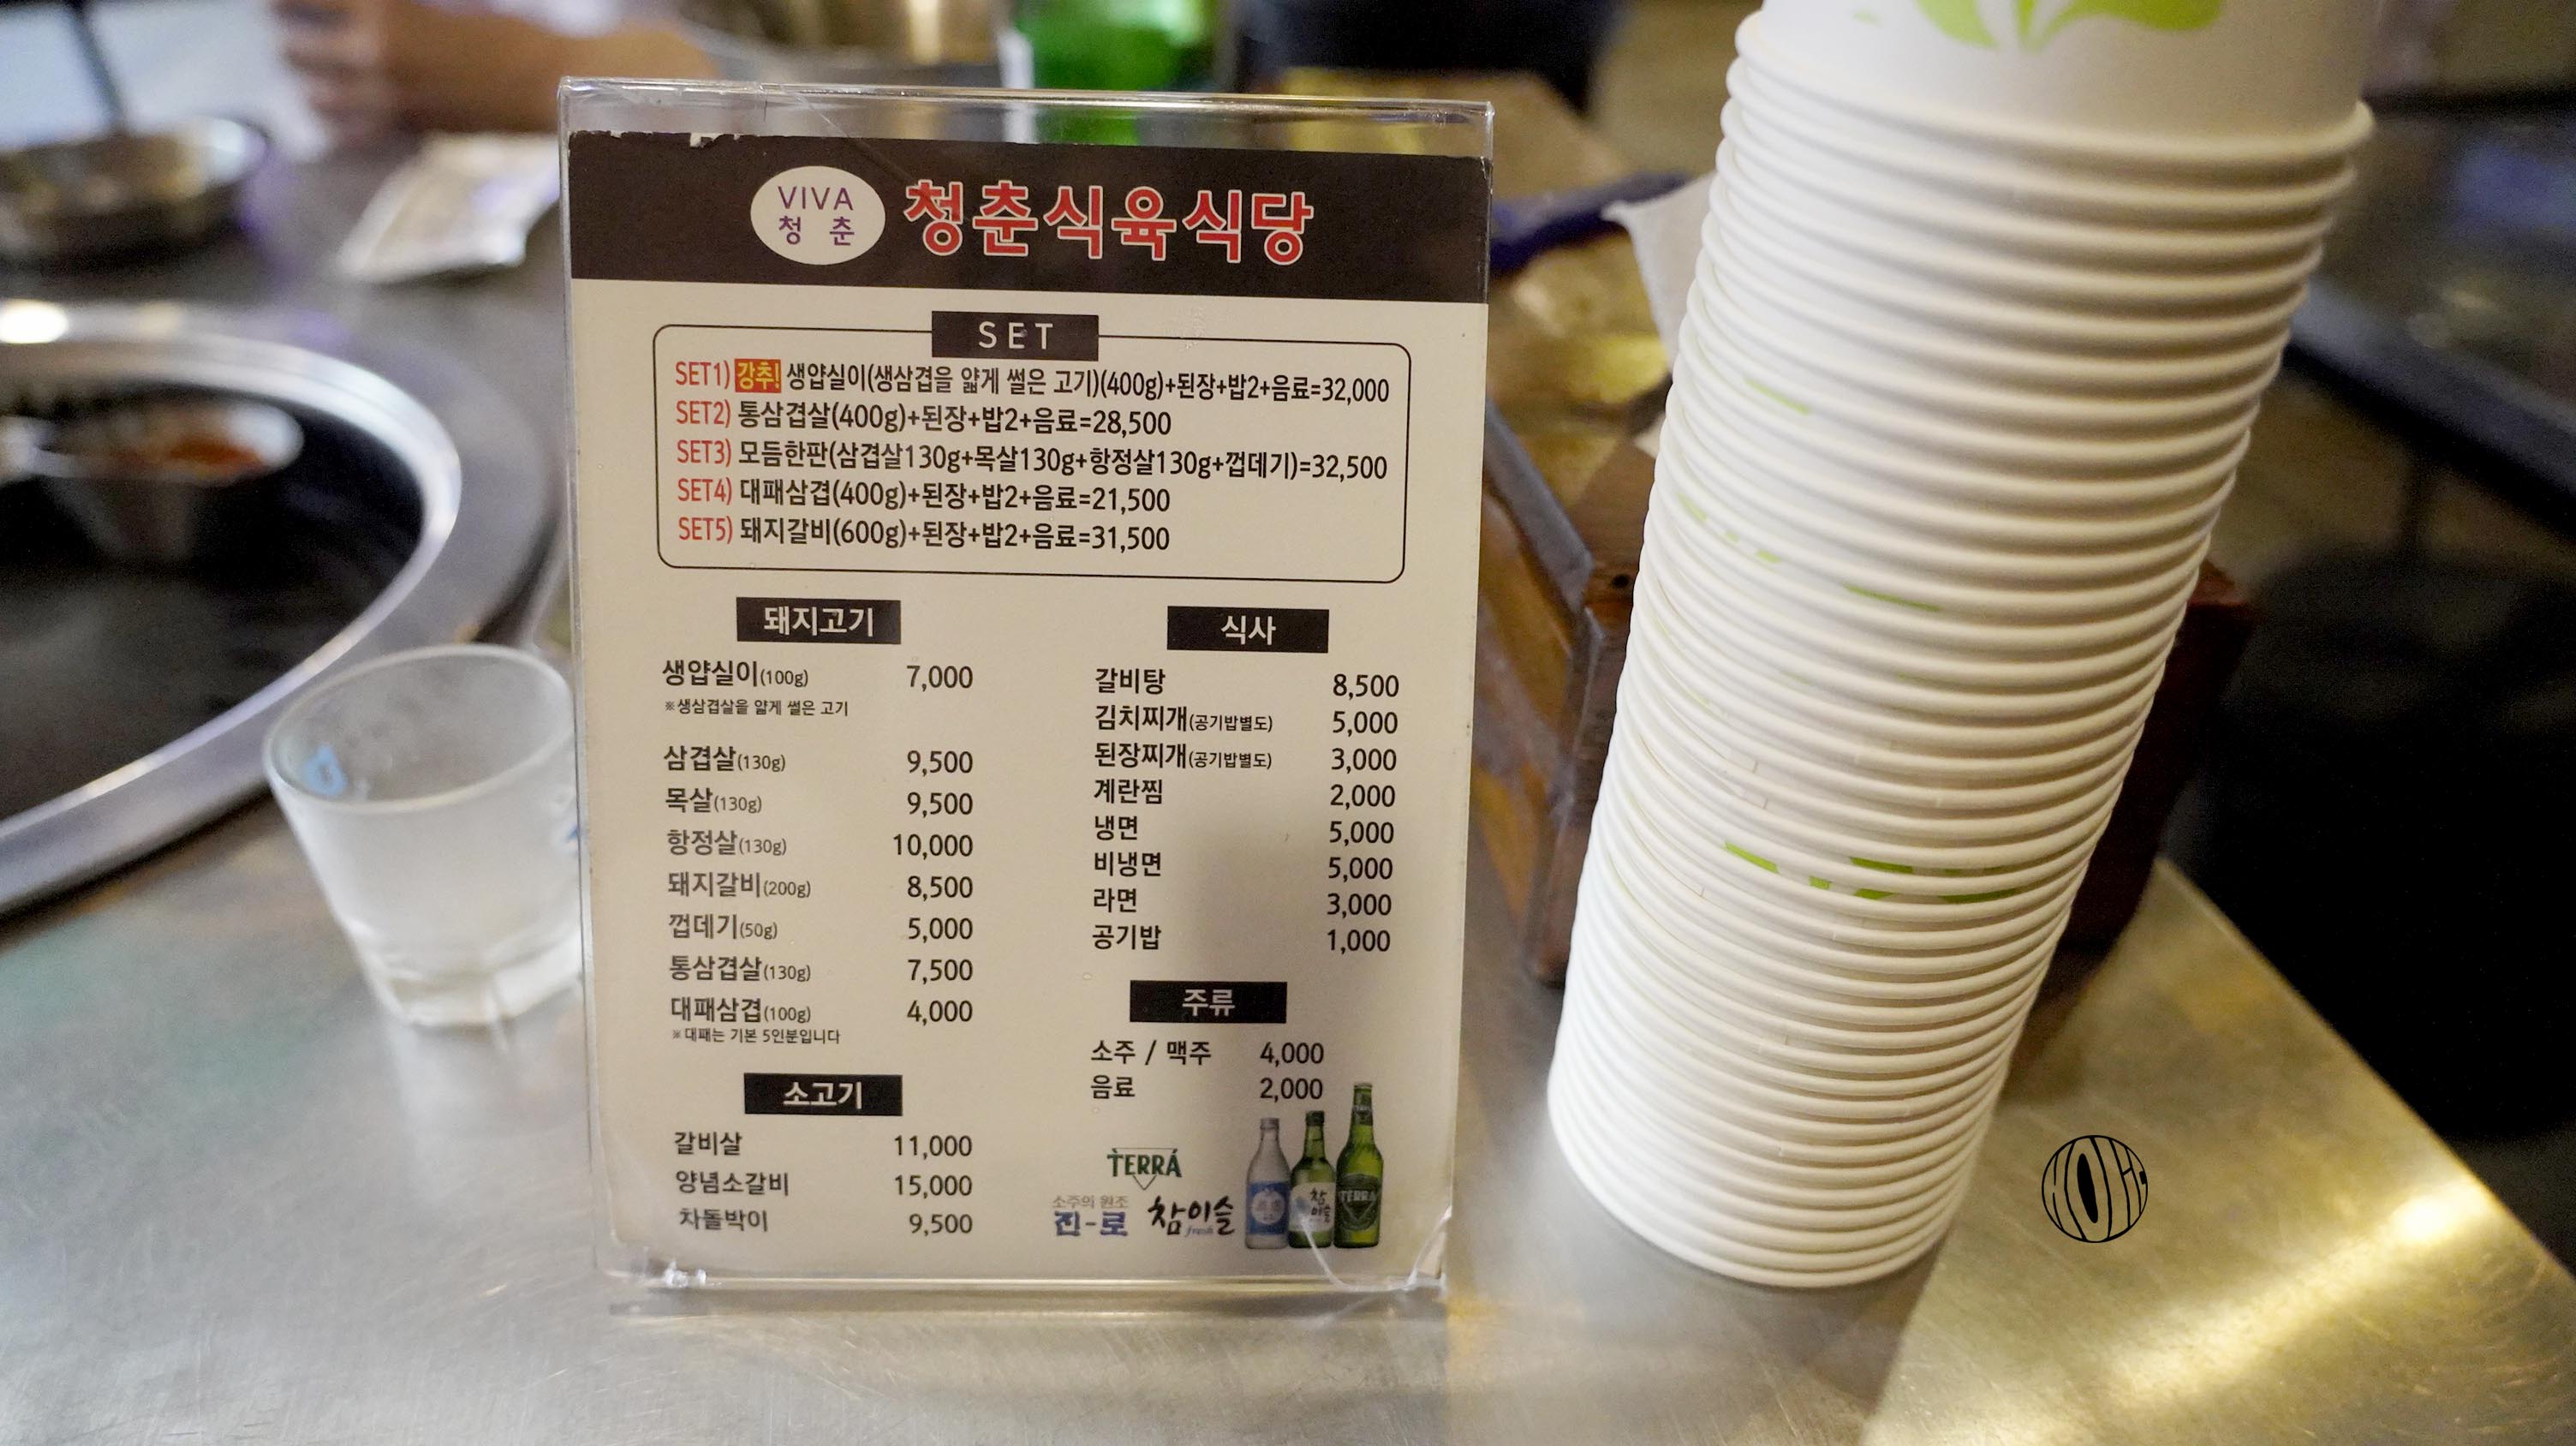 VIVA
청 춘
청춘식육식당
SET
SET1) 강추! 생얍실이(생삼겹을 얇게 썰은 고기)(400g)+된장+밥2+음료=32,000
SET2) 통삼겹살(400g)+된장+밥2+음료=28,500
SET3) 모듬한판(삼겹살130g+목살130g+항정살130g+껍데기)=32,500
SET4) 대패삼겹(400g)+된장+밥2+음료=21,500
SET5) 돼지갈비(600g)+된장+밥2+음료=31,500
돼지고기
생얍실이(100g) 7,000
※생삼겹살을 얇게 썰은 고기
삼겹살(130g) 9,500
목살(130g) 9,500
항정살(130g) 10,000
돼지갈비(200g) 8,500
껍데기(50g) 5,000
통삼겹살(130g) 7,500
대패삼겹(100g) 4,000
※대패는 기본 5인분입니다
소고기
갈비살 11,000
양념소갈비 15,000
차돌박이 9,500
식사
갈비탕 8,500
김치찌개(공기밥별도) 5,000
된장찌개(공기밥별도) 3,000
계란찜 2,000
냉면 5,000
비냉면 5,000
라면 3,000
공기밥 1,000
주류
소주 / 맥주 4,000
음료 2,000
TERRA
소주의 원조
진-로
참이슬
fresh
참
이슬
TERRA